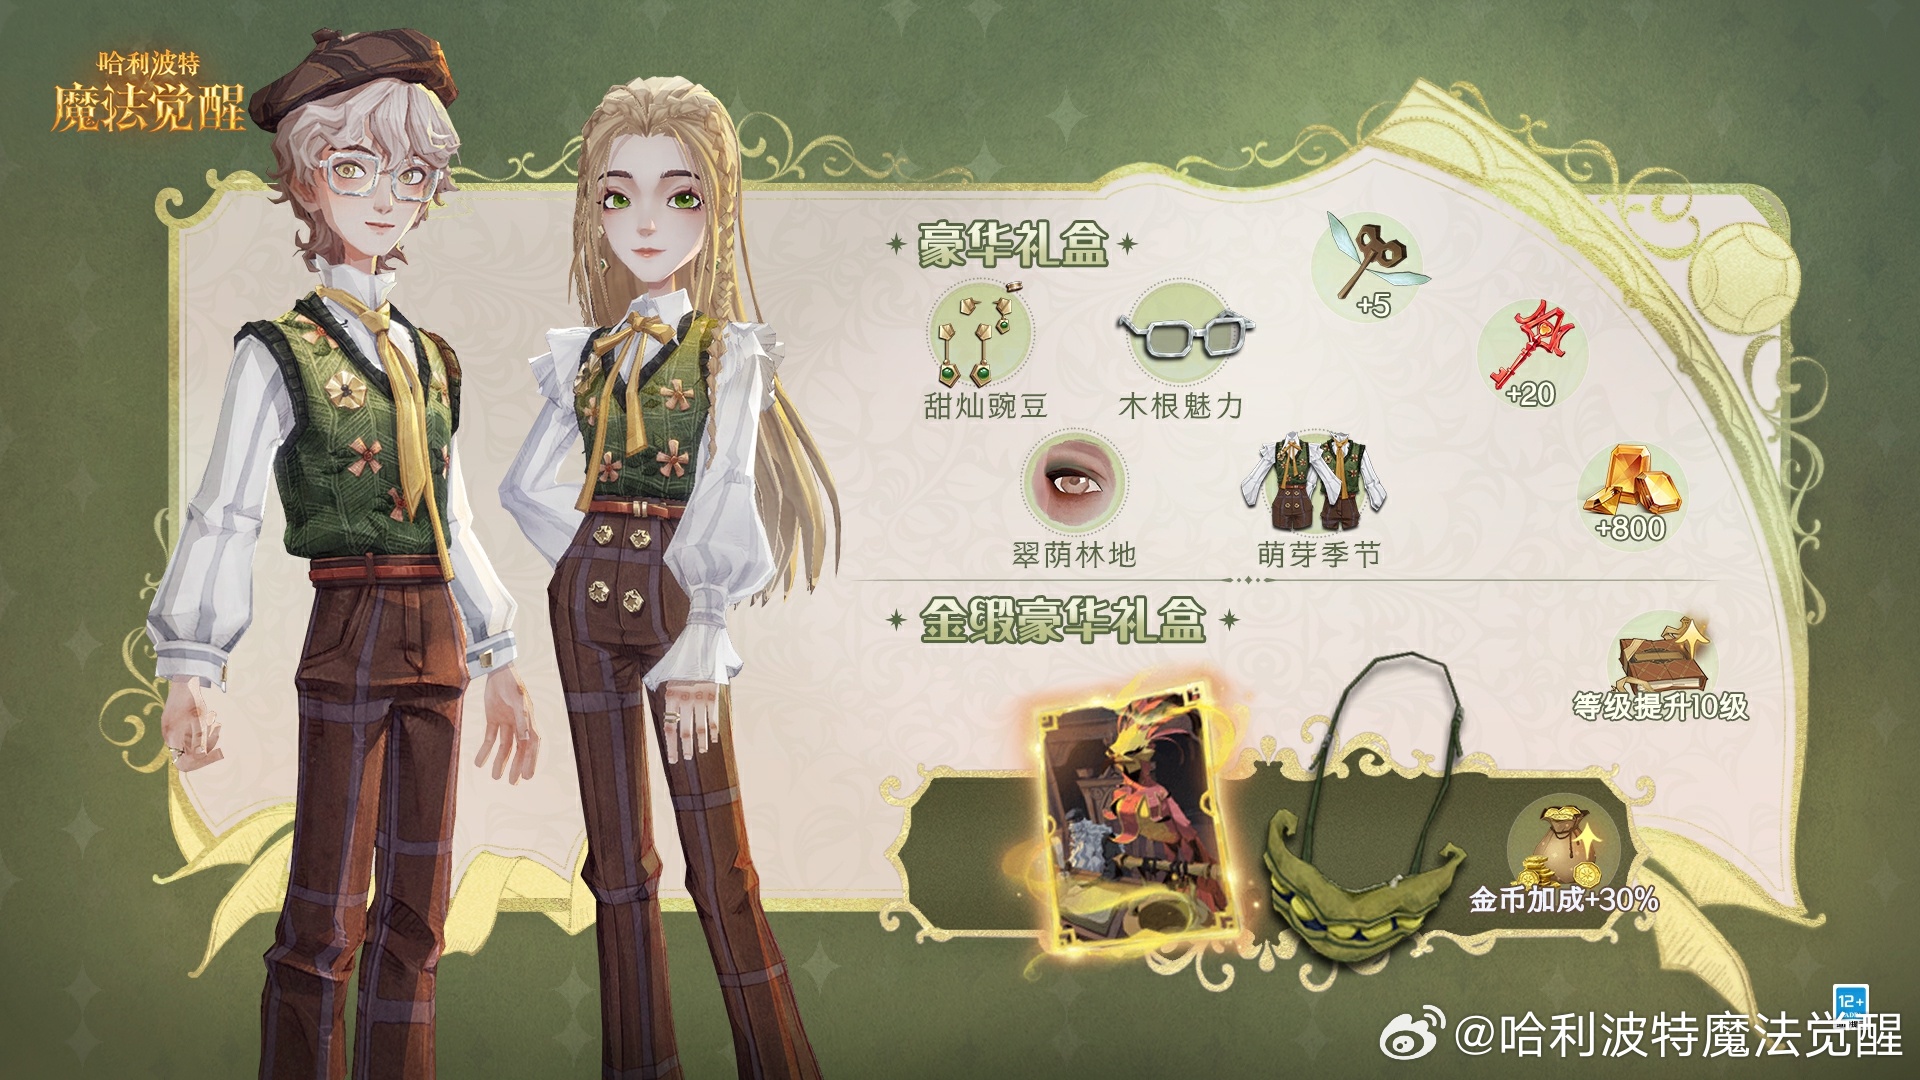 哈利波特
魔法觉醒
豪华礼盒
+5
+20
甜灿豌豆
木根魅力
+800
翠荫林地
萌芽季节
金缎豪华礼盒
等级提升10级
金币加成+30%
12+
@哈利波特魔法觉醒